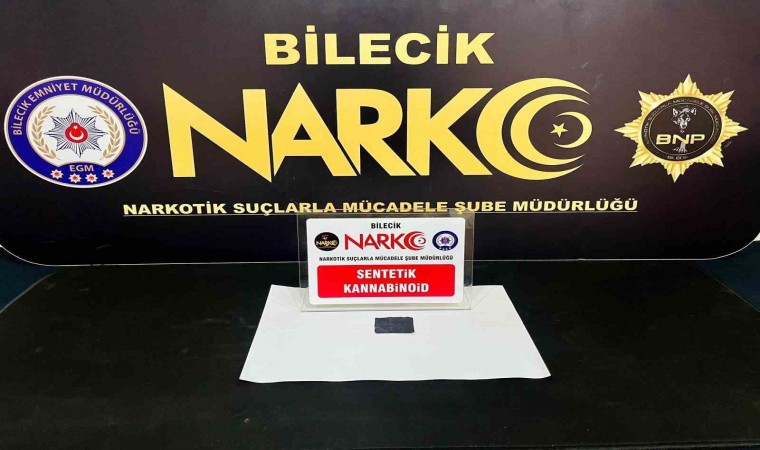 BİLECİK
NARKO
BİLECİK EMNİYET MÜDÜRLÜĞÜ
EGM
BNP
NARKOTİK SUÇLARLA MÜCADELE ŞUBE MÜDÜRLÜĞÜ
BİLECİK
NARKO
NARKO
NARKOTİK SUÇLARLA MÜCADELE ŞUBE MÜDÜRLÜĞÜ
SENTETİK
KANNABİNOİD